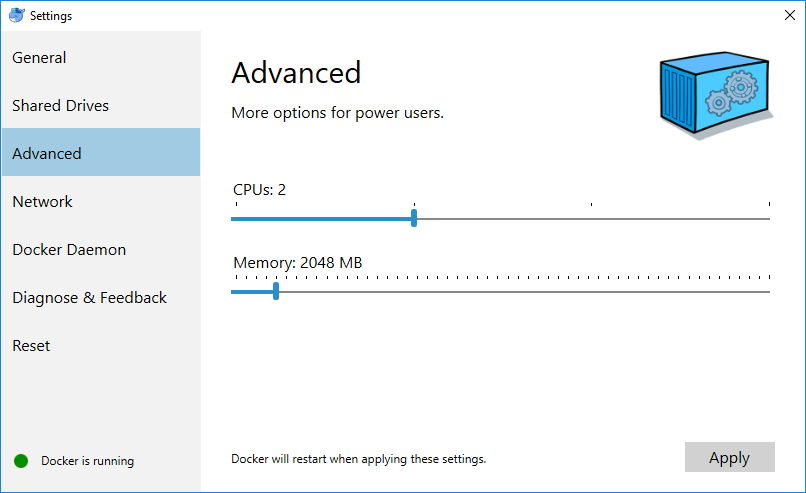 Settings
General
Shared Drives
Advanced
Network
Docker Daemon
Diagnose & Feedback
Reset
Docker is running
Advanced
More options for power users.
CPUs: 2
Memory: 2048 MB
Docker will restart when applying these settings.
Apply